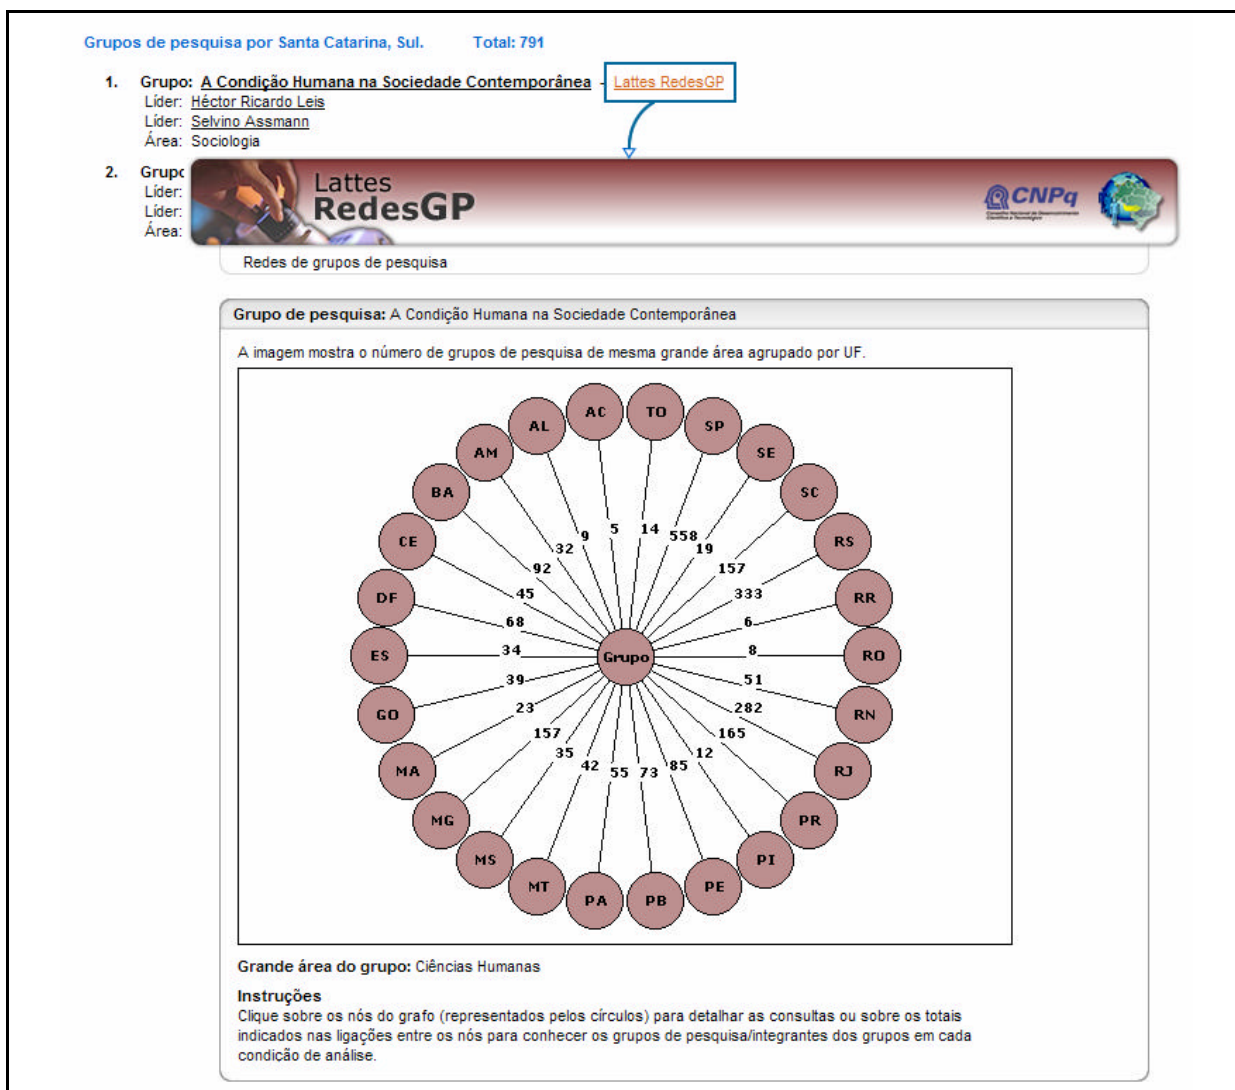 Grupos de pesquisa por Santa Catarina, Sul. Total: 791
1. Grupo: A Condição Humana na Sociedade Contemporânea - Lattes RedesGP
Líder: Héctor Ricardo Leis
Líder: Selvino Assmann
Área: Sociologia
2. Grupo
Líder:
Líder:
Área:
Lattes
RedesGP
CNPq
Conselho Nacional de Desenvolvimento
Científico e Tecnológico
Redes de grupos de pesquisa
Grupo de pesquisa: A Condição Humana na Sociedade Contemporânea
A imagem mostra o número de grupos de pesquisa de mesma grande área agrupado por UF.
AC TO
AL SP
AM SE
BA SC
CE RS
DF RR
ES RO
GO RN
MA RJ
MG PR
MS PI
MT PE
PA PB
9 5 14 558
32 19
92 157
45 333
68 6
34 Grupo 8
39 51
23 282
157 165
35 12
42 55 73 85
Grande área do grupo: Ciências Humanas
Instruções
Clique sobre os nós do grafo (representados pelos círculos) para detalhar as consultas ou sobre os totais
indicados nas ligações entre os nós para conhecer os grupos de pesquisa/integrantes dos grupos em cada
condição de análise.